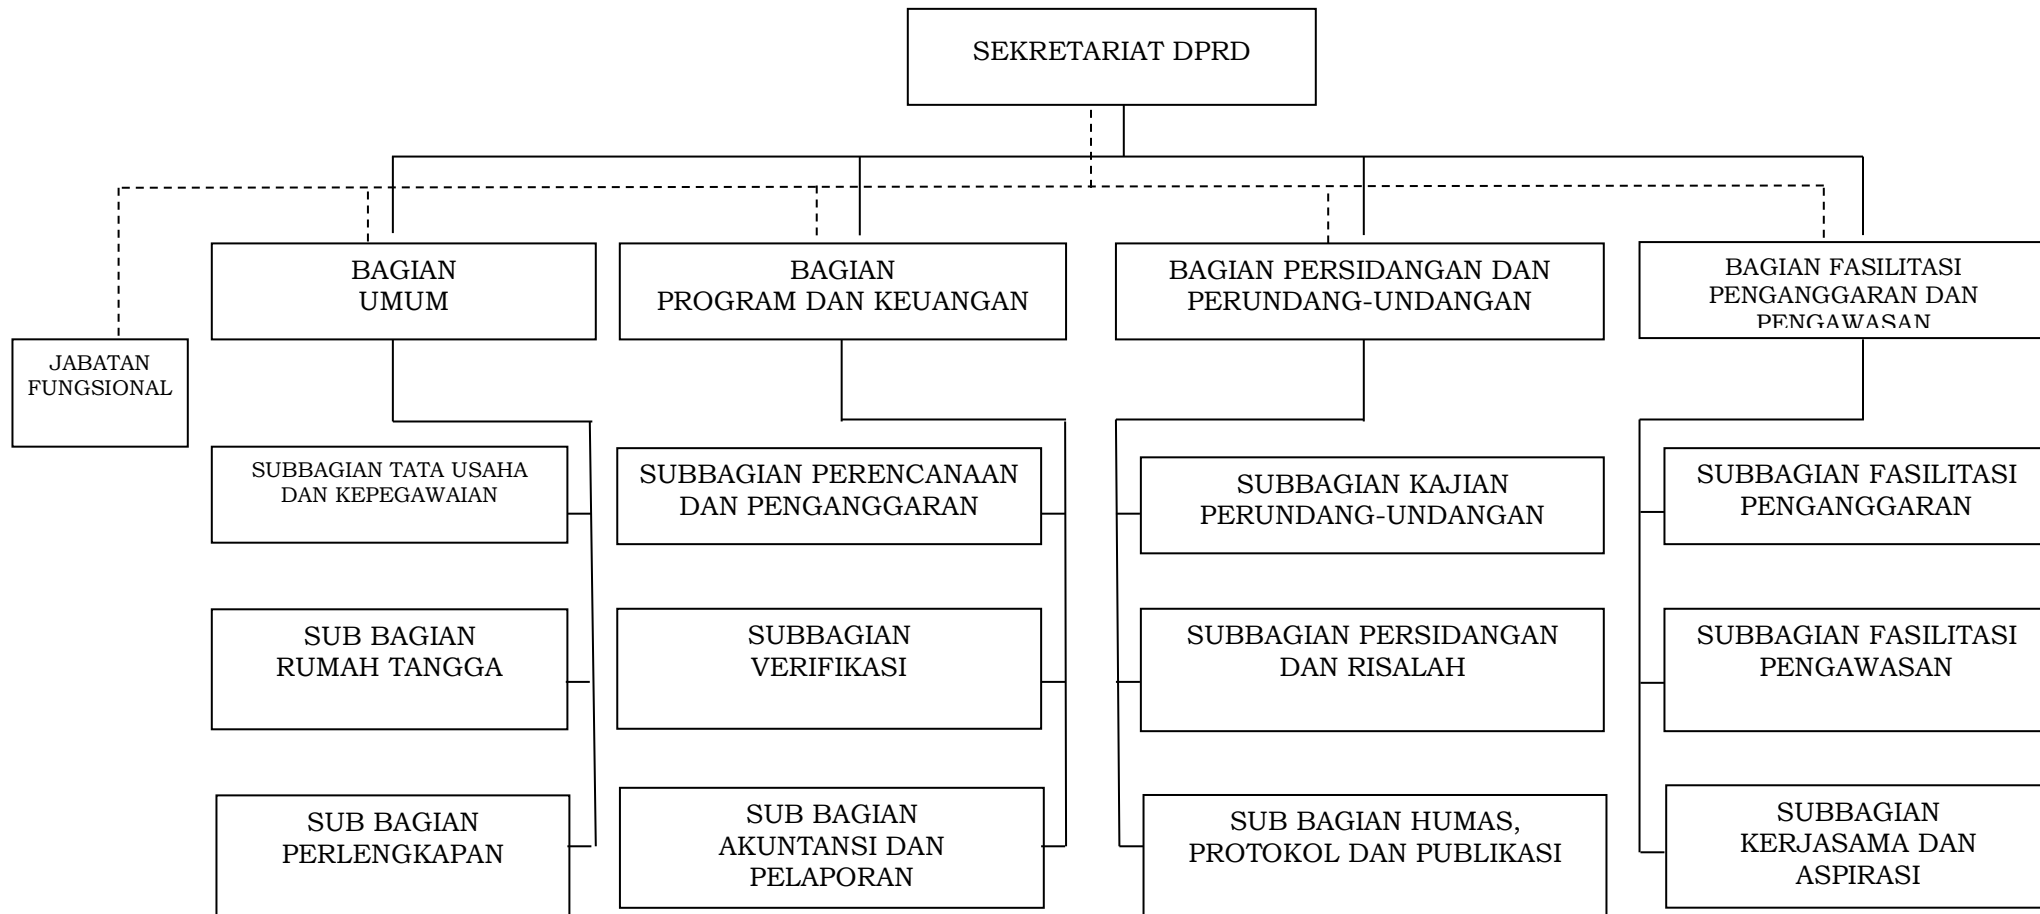 SEKRETARIAT DPRD
BAGIAN
UMUM
BAGIAN
PROGRAM DAN KEUANGAN
BAGIAN PERSIDANGAN DAN
PERUNDANG-UNDANGAN
BAGIAN FASILITASI
PENGANGGARAN DAN
PENGAWASAN
JABATAN
FUNGSIONAL
SUBBAGIAN TATA USAHA
DAN KEPEGAWAIAN
SUBBAGIAN PERENCANAAN
DAN PENGANGGARAN
SUBBAGIAN KAJIAN
PERUNDANG-UNDANGAN
SUBBAGIAN FASILITASI
PENGANGGARAN
SUB BAGIAN
RUMAH TANGGA
SUBBAGIAN
VERIFIKASI
SUBBAGIAN PERSIDANGAN
DAN RISALAH
SUBBAGIAN FASILITASI
PENGAWASAN
SUB BAGIAN
PERLENGKAPAN
SUB BAGIAN
AKUNTANSI DAN
PELAPORAN
SUB BAGIAN HUMAS,
PROTOKOL DAN PUBLIKASI
SUBBAGIAN
KERJASAMA DAN
ASPIRASI